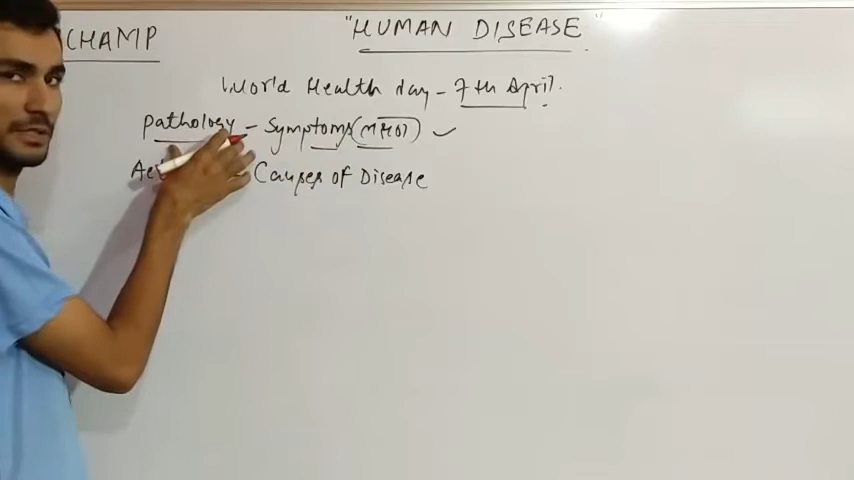 CHAMP
"HUMAN DISEASE"
World Health day - 7th April.
Pathology - Symptoms
Causes of Disease